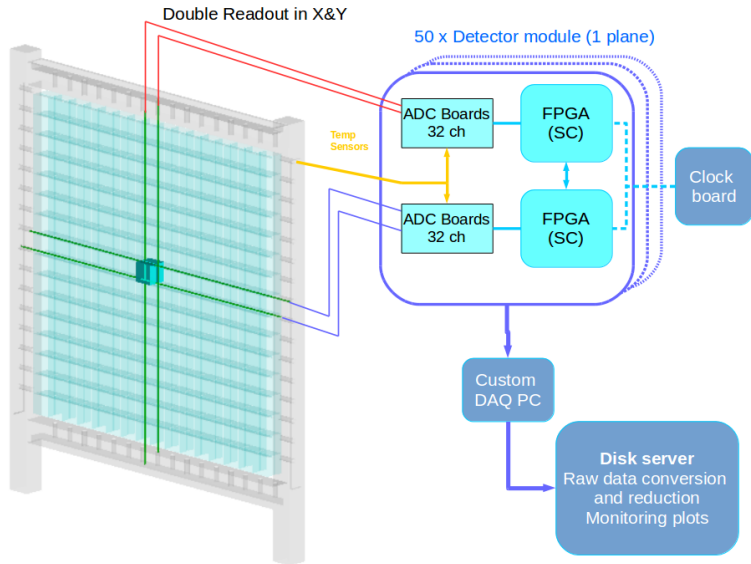 Double Readout in X&Y
50 x Detector module (1 plane)
Temp
Sensors
ADC Boards
32 ch
FPGA
(SC)
ADC Boards
32 ch
FPGA
(SC)
Clock
board
Custom
DAQ PC
Disk server
Raw data conversion
and reduction
Monitoring plots